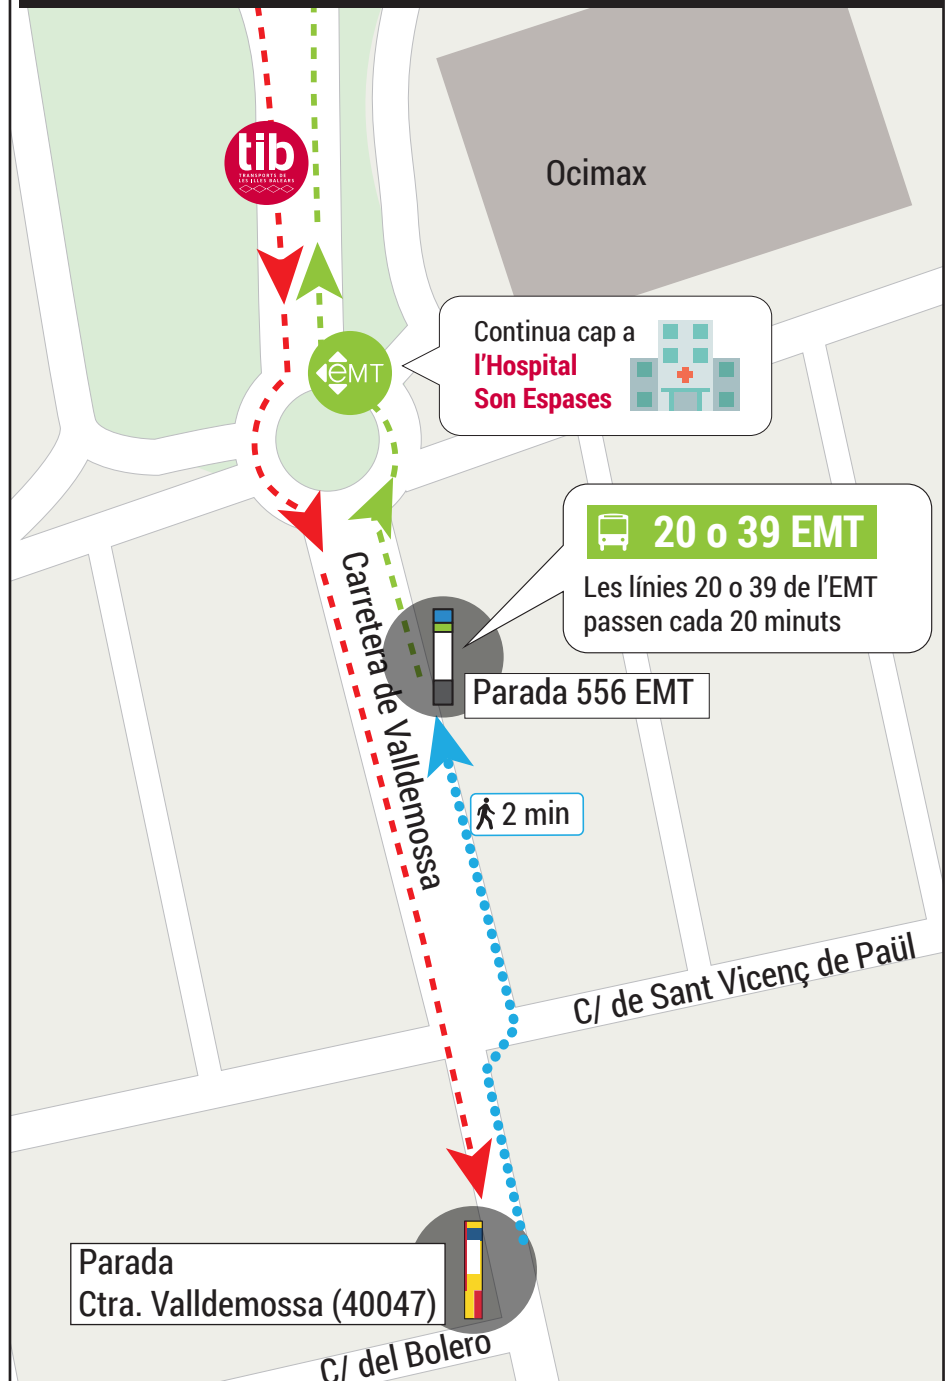 tib
TRANSPORTS DE
LES ILLES BALEARS
Ocimax
Continua cap a
l'Hospital
Son Espases
eMT
20 o 39 EMT
Les línies 20 o 39 de l'EMT
passen cada 20 minuts
Carretera de Valldemossa
Parada 556 EMT
2 min
C/ de Sant Vicenç de Paül
Parada
Ctra. Valldemossa (40047)
C/ del Bolero